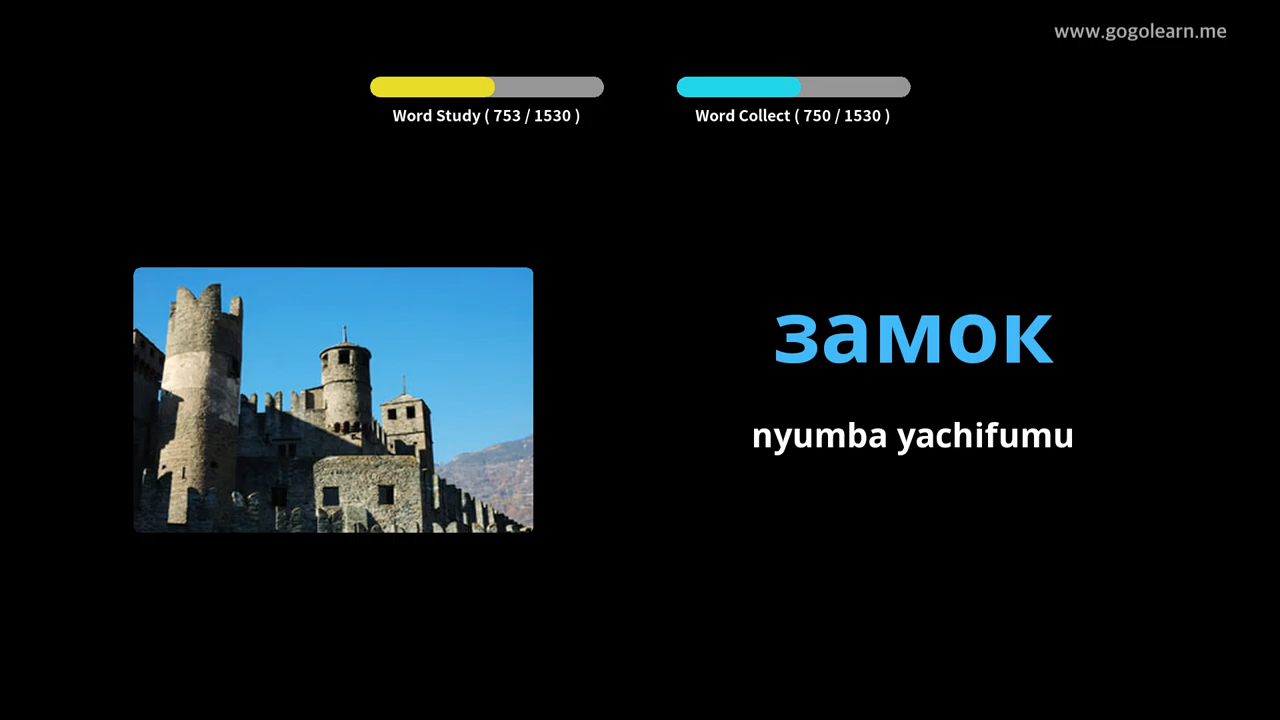 www.gogolearn.me
Word Study ( 753 / 1530 )
Word Collect ( 750 / 1530 )
замок
nyumba yachifumu